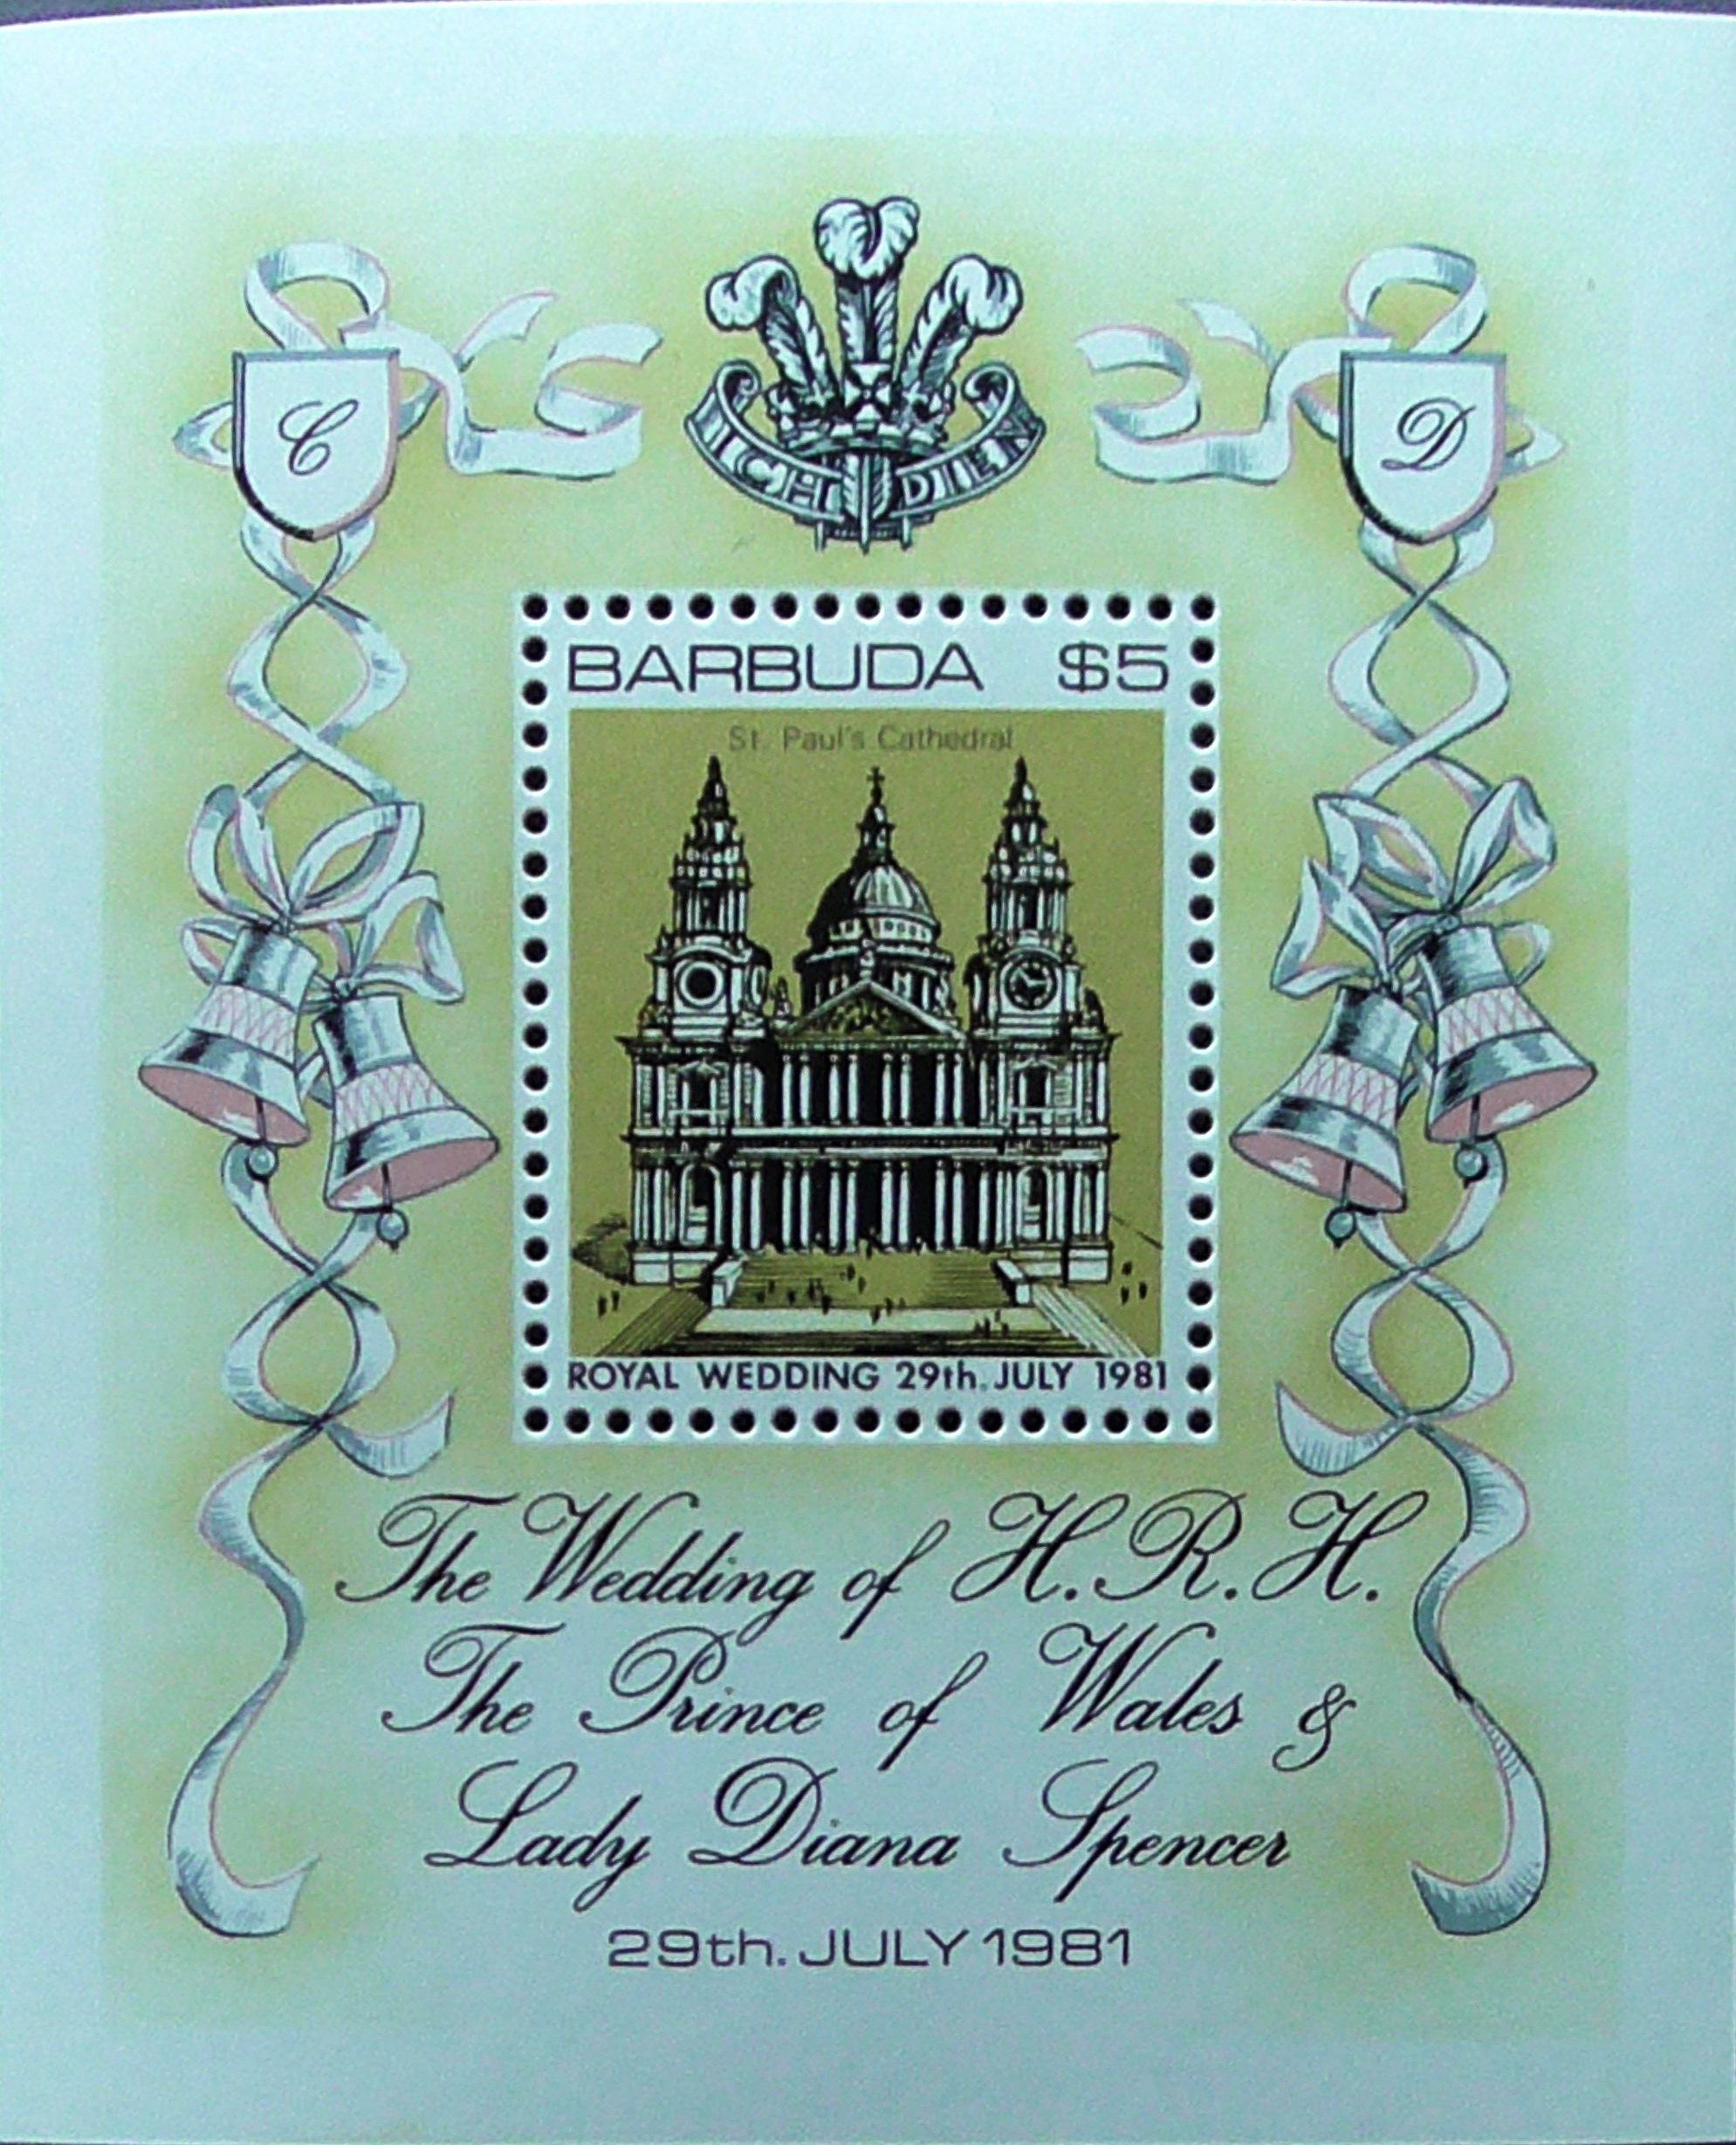 ICH DIEN
C
D
BARBUDA $5
St. Paul's Cathedral
ROYAL WEDDING 29th. JULY 1981
The Wedding of H.R.H.
The Prince of Wales &
Lady Diana Spencer
29th. JULY 1981